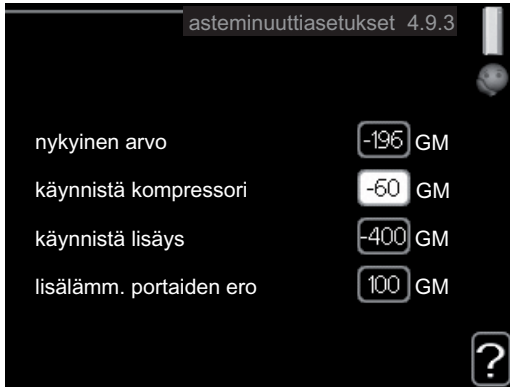 asteminuuttiasetukset 4.9.3
nykyinen arvo -196 GM
käynnistä kompressori -60 GM
käynnistä lisäys -400 GM
lisälämm. portaiden ero 100 GM
?